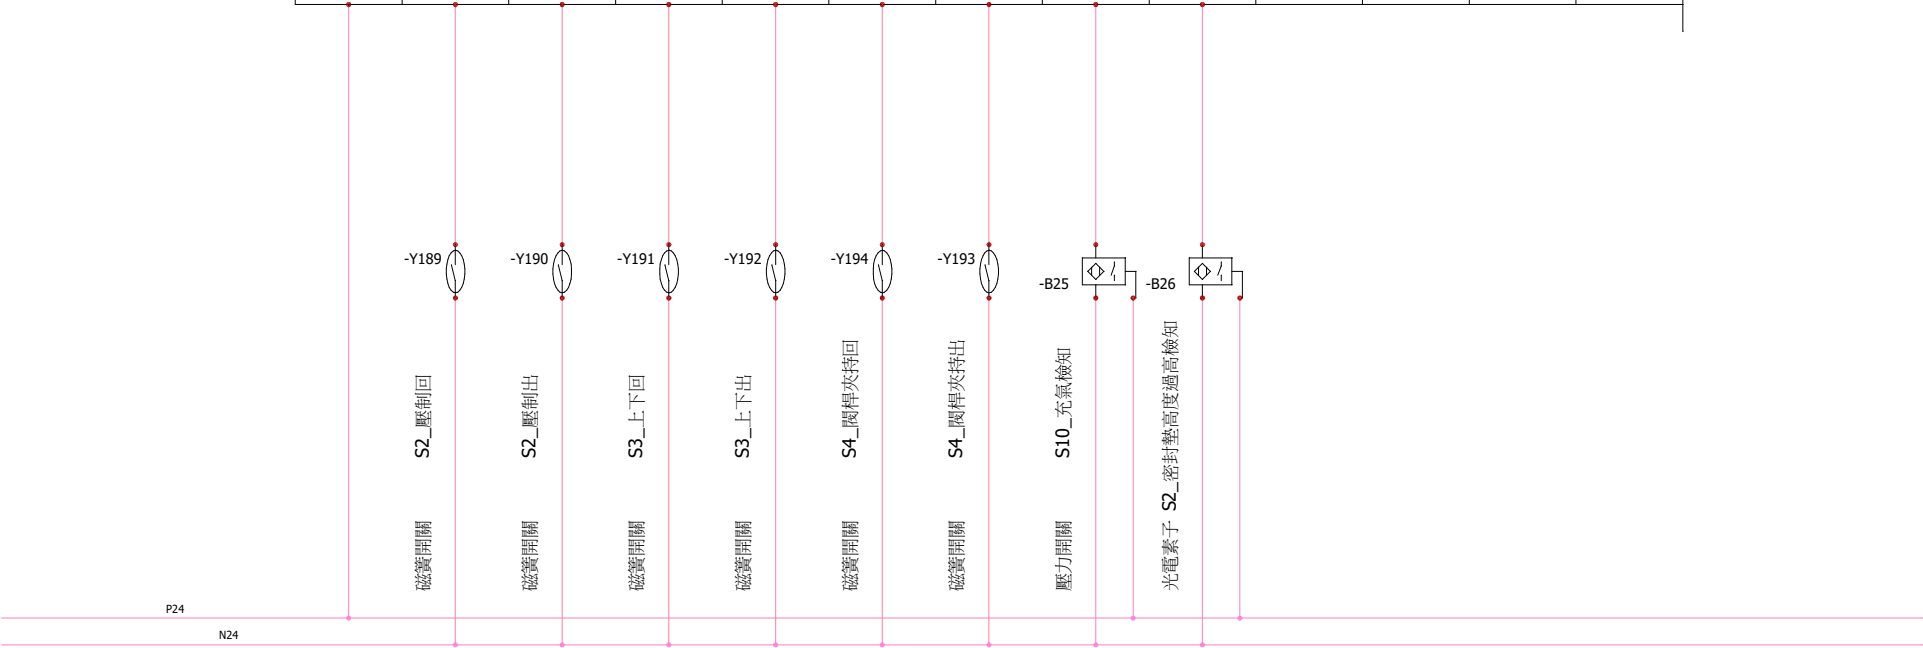 -Y189
-Y190
-Y191
-Y192
-Y194
-Y193
-B25
-B26
磁簧開關 S2_壓制回
磁簧開關 S2_壓制出
磁簧開關 S3_上下回
磁簧開關 S3_上下出
磁簧開關 S4_閥桿夾持回
磁簧開關 S4_閥桿夾持出
壓力開關 S10_充氣檢知
光電素子 S2_密封墊高度過高檢知
P24
N24